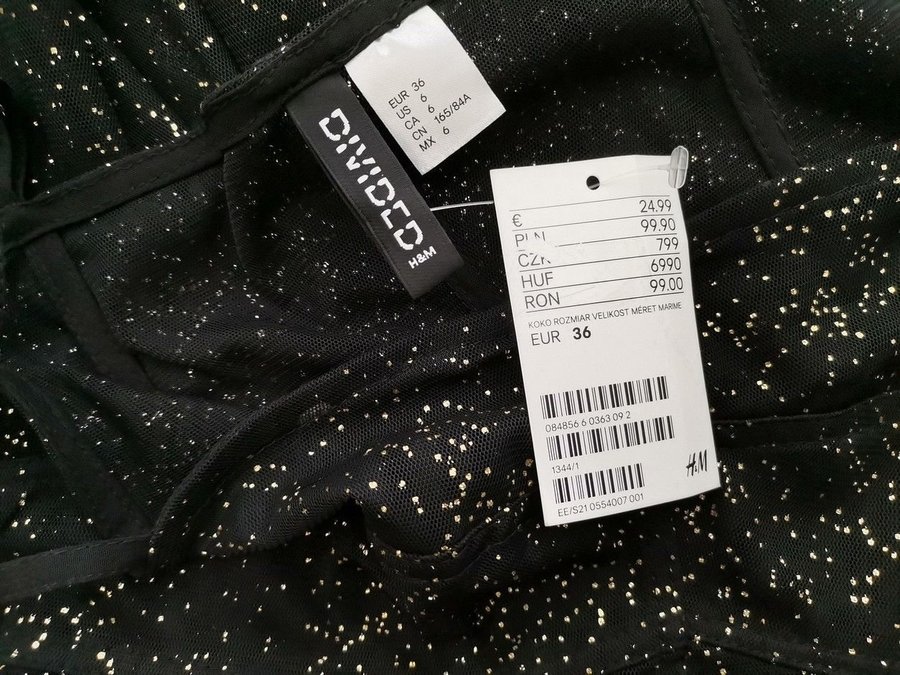 EUR 36
US 6
CA 6
CN 165/84A
MX 6
DIVIDED
H&M
€ 24.99
PLN 99.90
CZK 799
HUF 6990
RON 99.00
KOKO ROZMIAR VELIKOST MÉRET MARIME
EUR 36
084856 6 0363 09 2
1344/1
H&M
EE/S21 0554007 001